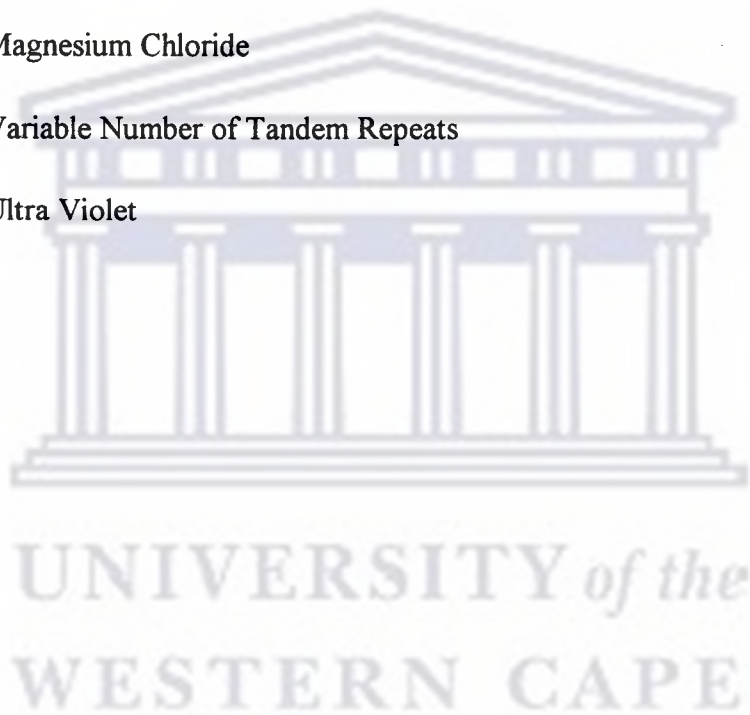 Magnesium Chloride
Variable Number of Tandem Repeats
Ultra Violet
UNIVERSITY of the
WESTERN CAPE